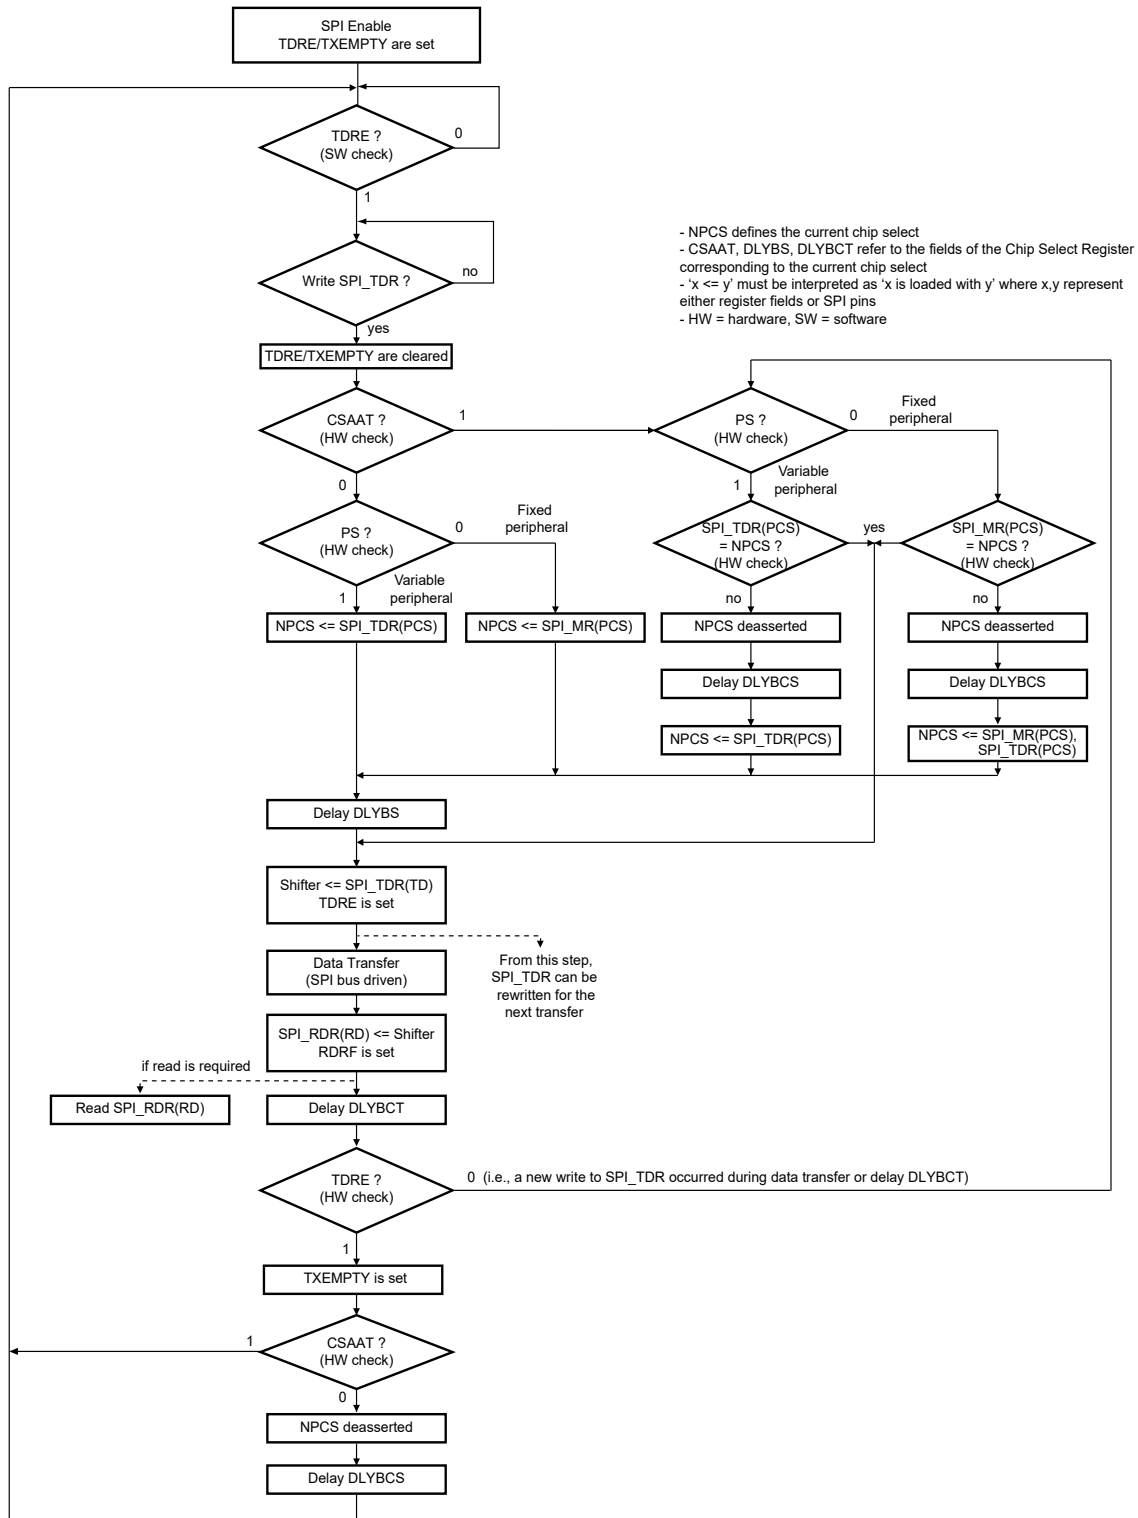 SPI Enable
TDRE/TXEMPTY are set
TDRE ?
(SW check)
0
1
Write SPI_TDR ?
no
yes
- NPCS defines the current chip select
- CSAAT, DLYBS, DLYBCT refer to the fields of the Chip Select Register
corresponding to the current chip select
- ‘x <= y’ must be interpreted as ‘x is loaded with y’ where x,y represent
either register fields or SPI pins
- HW = hardware, SW = software
TDRE/TXEMPTY are cleared
CSAAT ?
(HW check)
1
0
PS ?
(HW check)
0
Fixed
peripheral
1
Variable
peripheral
PS ?
(HW check)
0
Fixed
peripheral
1
Variable
peripheral
SPI_TDR(PCS)
= NPCS ?
(HW check)
yes
SPI_MR(PCS)
= NPCS ?
(HW check)
no
no
NPCS <= SPI_TDR(PCS)
NPCS <= SPI_MR(PCS)
NPCS deasserted
NPCS deasserted
Delay DLYBCS
Delay DLYBCS
NPCS <= SPI_TDR(PCS)
NPCS <= SPI_MR(PCS),
SPI_TDR(PCS)
Delay DLYBS
Shifter <= SPI_TDR(TD)
TDRE is set
Data Transfer
(SPI bus driven)
From this step,
SPI_TDR can be
rewritten for the
next transfer
SPI_RDR(RD) <= Shifter
RDRF is set
if read is required
Read SPI_RDR(RD)
Delay DLYBCT
TDRE ?
(HW check)
0 (i.e., a new write to SPI_TDR occurred during data transfer or delay DLYBCT)
1
TXEMPTY is set
CSAAT ?
(HW check)
1
0
NPCS deasserted
Delay DLYBCS